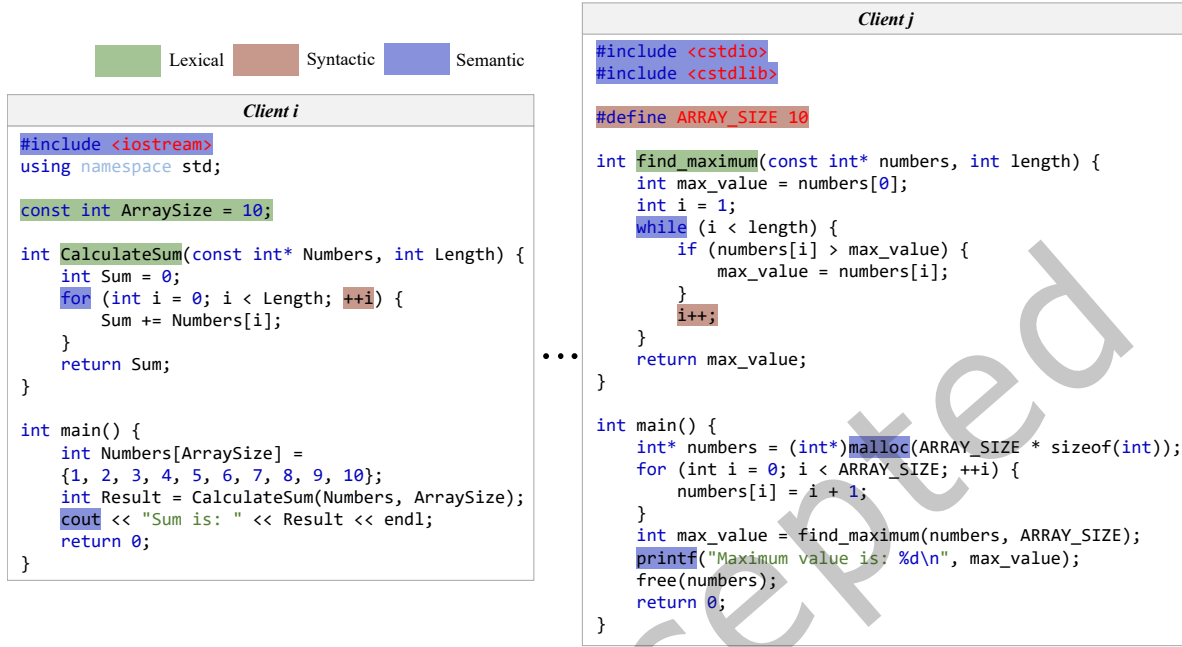 Lexical Syntactic Semantic
Client i
#include <iostream>
using namespace std;
const int ArraySize = 10;
int CalculateSum(const int* Numbers, int Length) {
    int Sum = 0;
    for (int i = 0; i < Length; ++i) {
        Sum += Numbers[i];
    }
    return Sum;
}
int main() {
    int Numbers[ArraySize] =
    {1, 2, 3, 4, 5, 6, 7, 8, 9, 10};
    int Result = CalculateSum(Numbers, ArraySize);
    cout << "Sum is: " << Result << endl;
    return 0;
}
...
Client j
#include <cstdio>
#include <cstdlib>
#define ARRAY_SIZE 10
int find_maximum(const int* numbers, int length) {
    int max_value = numbers[0];
    int i = 1;
    while (i < length) {
        if (numbers[i] > max_value) {
            max_value = numbers[i];
        }
        i++;
    }
    return max_value;
}
int main() {
    int* numbers = (int*)malloc(ARRAY_SIZE * sizeof(int));
    for (int i = 0; i < ARRAY_SIZE; ++i) {
        numbers[i] = i + 1;
    }
    int max_value = find_maximum(numbers, ARRAY_SIZE);
    printf("Maximum value is: %d\n", max_value);
    free(numbers);
    return 0;
}
epted